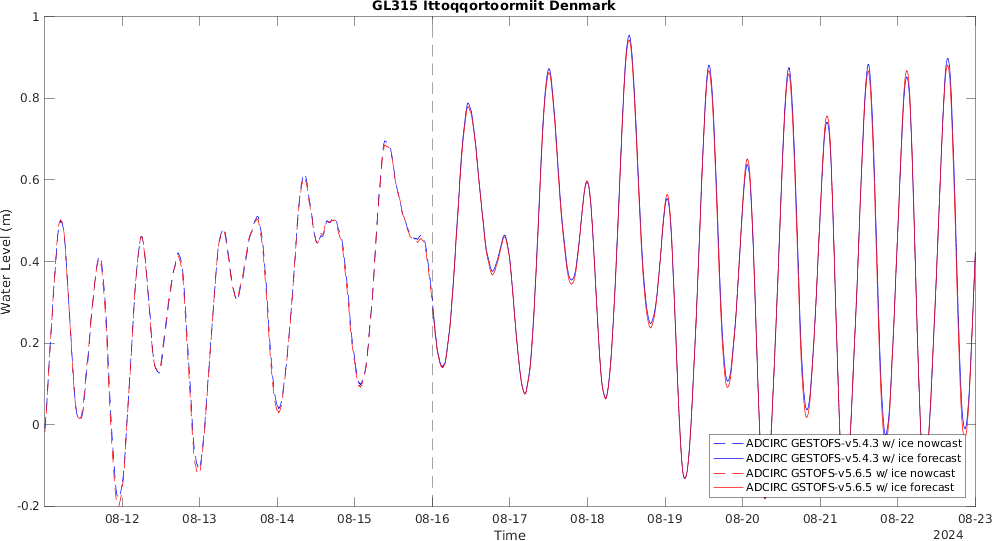 GL315 Ittoqqortoormiit Denmark
1
0.8
0.6
0.4
0.2
0
-0.2
Water Level (m)
08-12 08-13 08-14 08-15 08-16 08-17 08-18 08-19 08-20 08-21 08-22 08-23
Time
2024
ADCIRC GESTOFS-v5.4.3 w/ ice nowcast
ADCIRC GESTOFS-v5.4.3 w/ ice forecast
ADCIRC GSTOFS-v5.6.5 w/ ice nowcast
ADCIRC GSTOFS-v5.6.5 w/ ice forecast